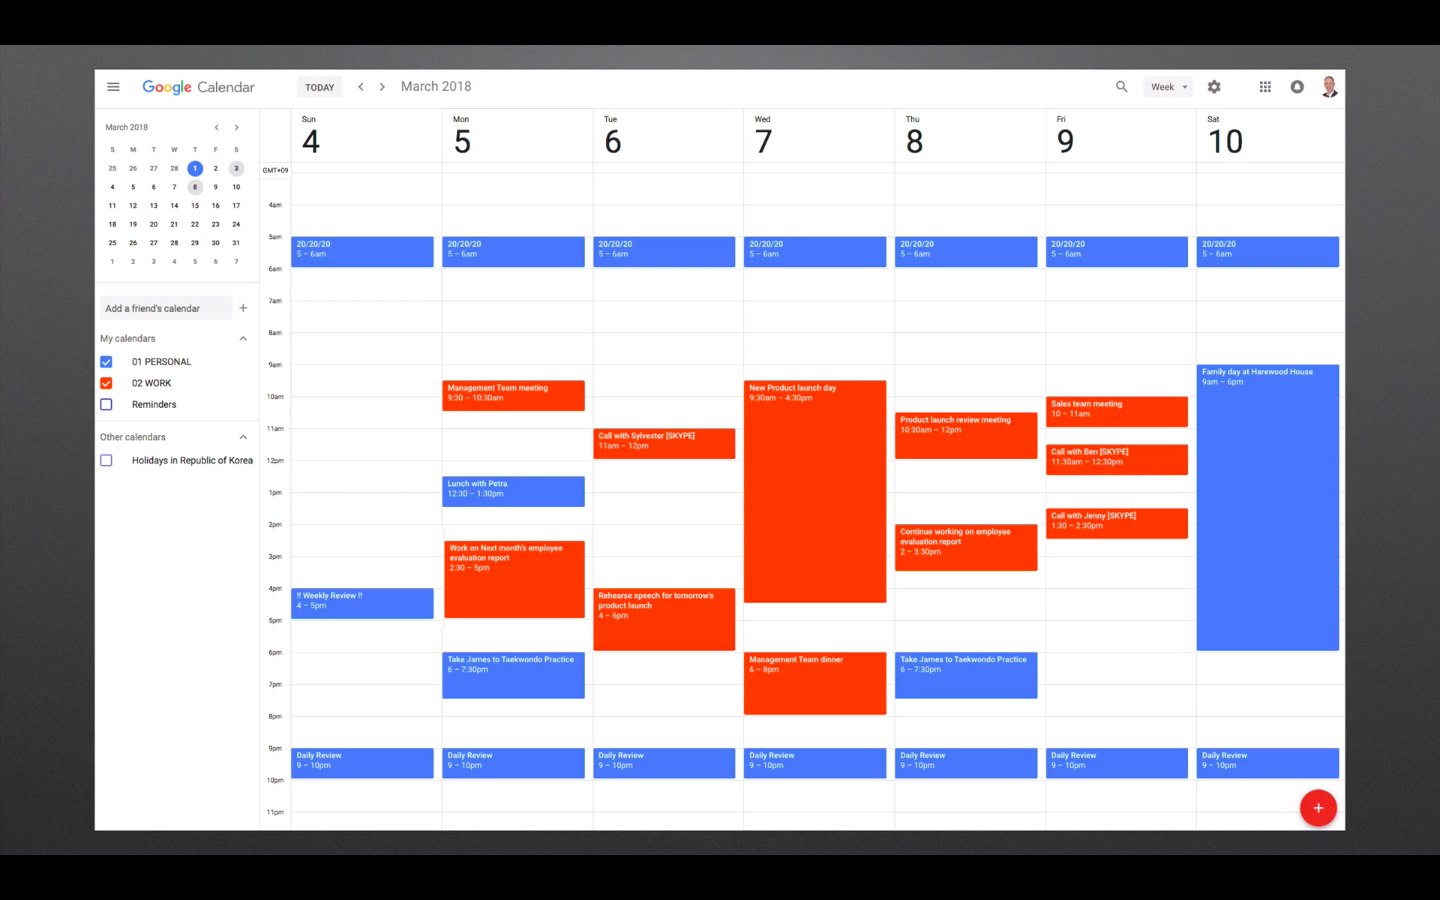 Google Calendar
TODAY
March 2018
Week
March 2018
S M T W T F S
25 26 27 28 1 2 3
4 5 6 7 8 9 10
11 12 13 14 15 16 17
18 19 20 21 22 23 24
25 26 27 28 29 30 31
1 2 3 4 5 6 7
Add a friend's calendar
My calendars
01 PERSONAL
02 WORK
Reminders
Other calendars
Holidays in Republic of Korea
GMT+09
4am
5am
6am
7am
8am
9am
10am
11am
12pm
1pm
2pm
3pm
4pm
5pm
6pm
7pm
8pm
9pm
10pm
11pm
Sun
4
20/20/20
5 – 6am
!! Weekly Review !!
4 – 5pm
Daily Review
9 – 10pm
Mon
5
20/20/20
5 – 6am
Management Team meeting
9:30 – 10:30am
Lunch with Petra
12:30 – 1:30pm
Work on Next month's employee
evaluation report
2:30 – 5pm
Take James to Taekwondo Practice
6 – 7:30pm
Daily Review
9 – 10pm
Tue
6
20/20/20
5 – 6am
Call with Sylvester [SKYPE]
11am – 12pm
Rehearse speech for tomorrow's
product launch
4 – 6pm
Daily Review
9 – 10pm
Wed
7
20/20/20
5 – 6am
New Product launch day
9:30am – 4:30pm
Management Team dinner
6 – 8pm
Daily Review
9 – 10pm
Thu
8
20/20/20
5 – 6am
Product launch review meeting
10:30am – 12pm
Continue working on employee
evaluation report
2 – 3:30pm
Take James to Taekwondo Practice
6 – 7:30pm
Daily Review
9 – 10pm
Fri
9
20/20/20
5 – 6am
Sales team meeting
10 – 11am
Call with Ben [SKYPE]
11:30am – 12:30pm
Call with Jenny [SKYPE]
1:30 – 2:30pm
Daily Review
9 – 10pm
Sat
10
20/20/20
5 – 6am
Family day at Harewood House
9am – 6pm
Daily Review
9 – 10pm